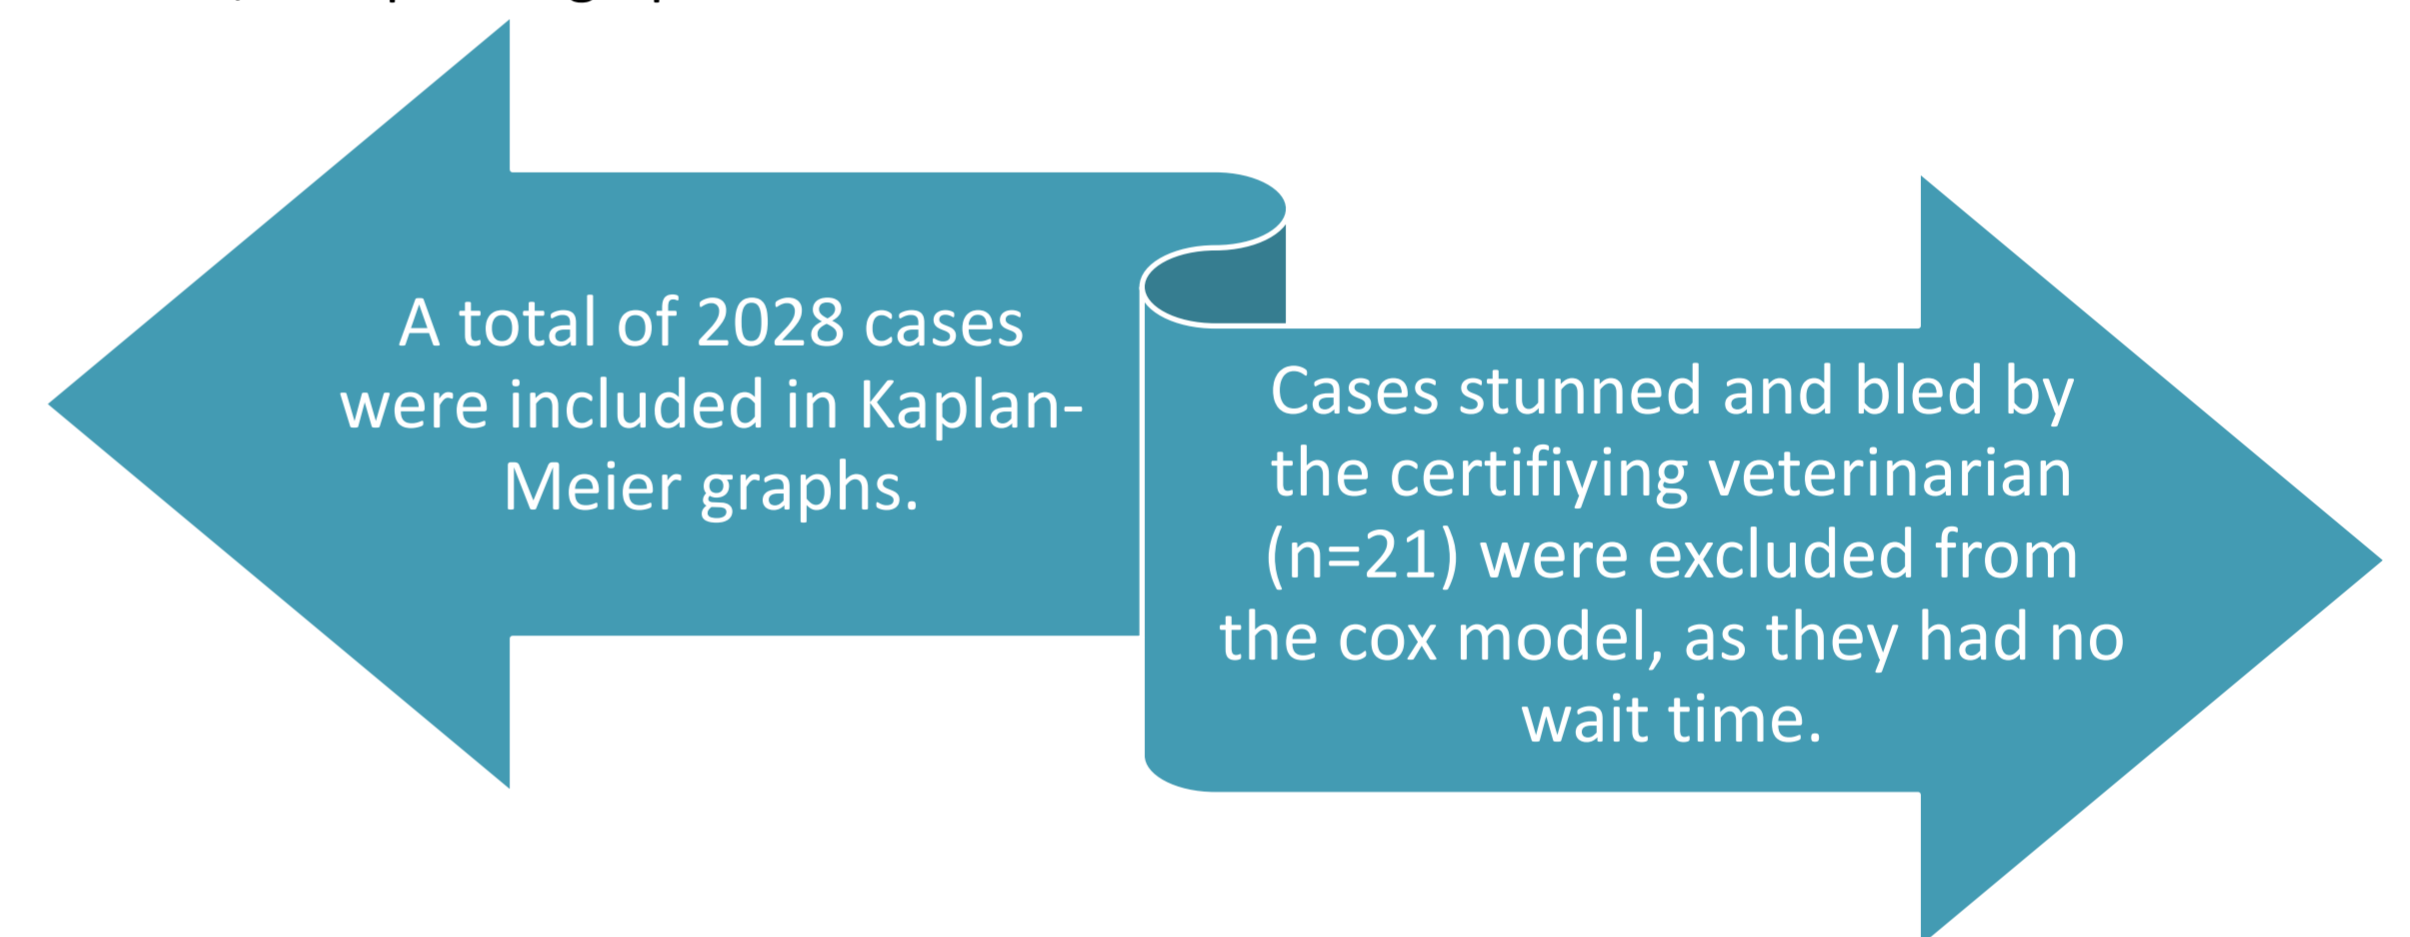 A total of 2028 cases
were included in Kaplan-
Meier graphs.
Cases stunned and bled by
the certifiying veterinarian
(n=21) were excluded from
the cox model, as they had no
wait time.